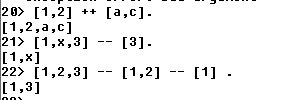 20> [1,2] ++ [a,c].
[1,2,a,c]
21> [1,x,3] -- [3].
[1,x]
22> [1,2,3] -- [1,2] -- [1] .
[1,3]